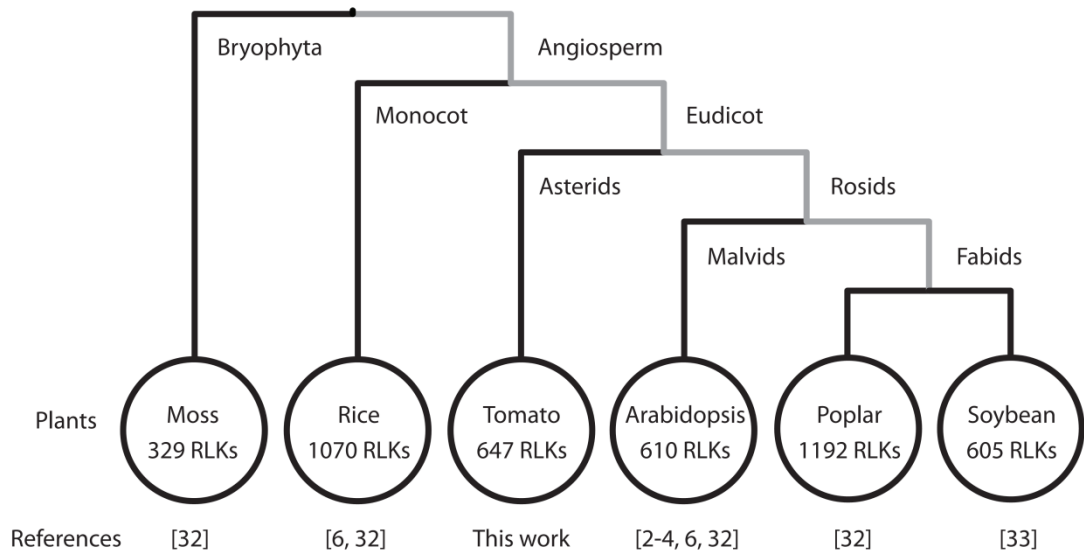 Bryophyta
Angiosperm
Monocot
Eudicot
Asterids
Rosids
Malvids
Fabids
Plants
Moss
329 RLKs
Rice
1070 RLKs
Tomato
647 RLKs
Arabidopsis
610 RLKs
Poplar
1192 RLKs
Soybean
605 RLKs
References
[32]
[6, 32]
This work
[2-4, 6, 32]
[32]
[33]